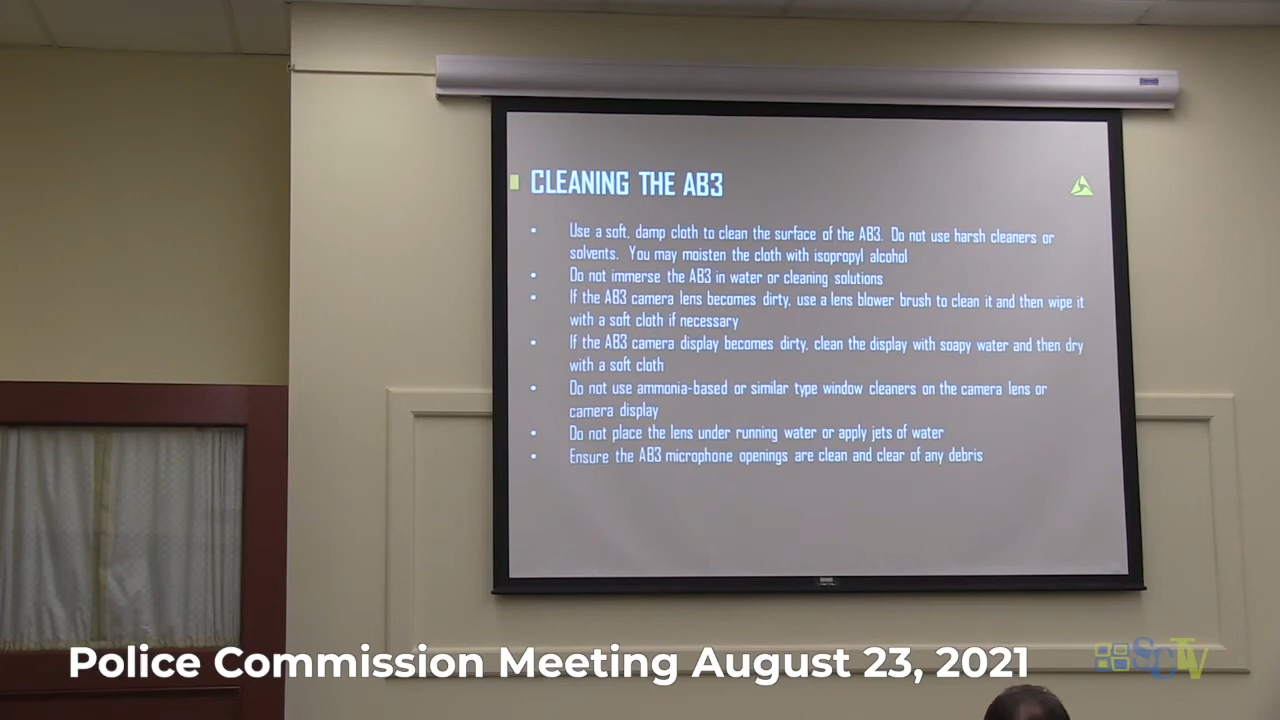 CLEANING THE AB3
• Use a soft, damp cloth to clean the surface of the AB3. Do not use harsh cleaners or
solvents. You may moisten the cloth with isopropyl alcohol
• Do not immerse the AB3 in water or cleaning solutions
• If the AB3 camera lens becomes dirty, use a lens blower brush to clean it and then wipe it
with a soft cloth if necessary
• If the AB3 camera display becomes dirty, clean the display with soapy water and then dry
with a soft cloth
• Do not use ammonia-based or similar type window cleaners on the camera lens or
camera display
• Do not place the lens under running water or apply jets of water
• Ensure the AB3 microphone openings are clean and clear of any debris
Police Commission Meeting August 23, 2021
SCTV